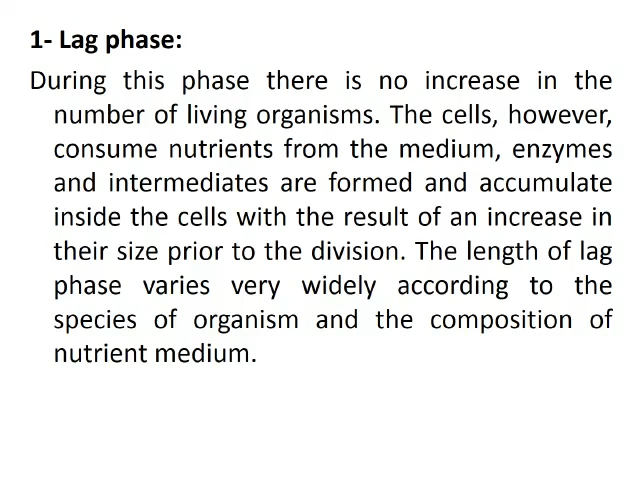 1- Lag phase:
During this phase there is no increase in the
number of living organisms. The cells, however,
consume nutrients from the medium, enzymes
and intermediates are formed and accumulate
inside the cells with the result of an increase in
their size prior to the division. The length of lag
phase varies very widely according to the
species of organism and the composition of
nutrient medium.